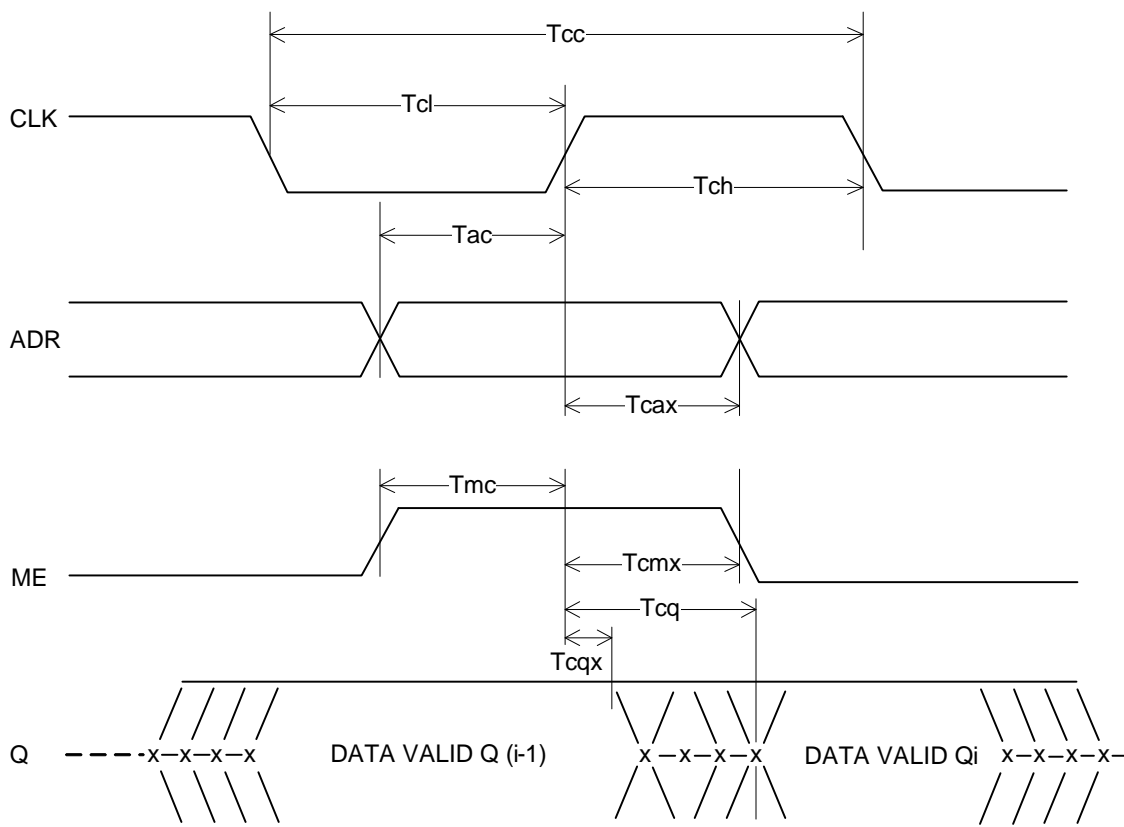 Tcc
Tcl
CLK
Tch
Tac
ADR
Tcax
Tmc
Tcmx
ME
Tcq
Tcqx
Q x x x x DATA VALID Q (i-1) x x x x DATA VALID Qi x x x x